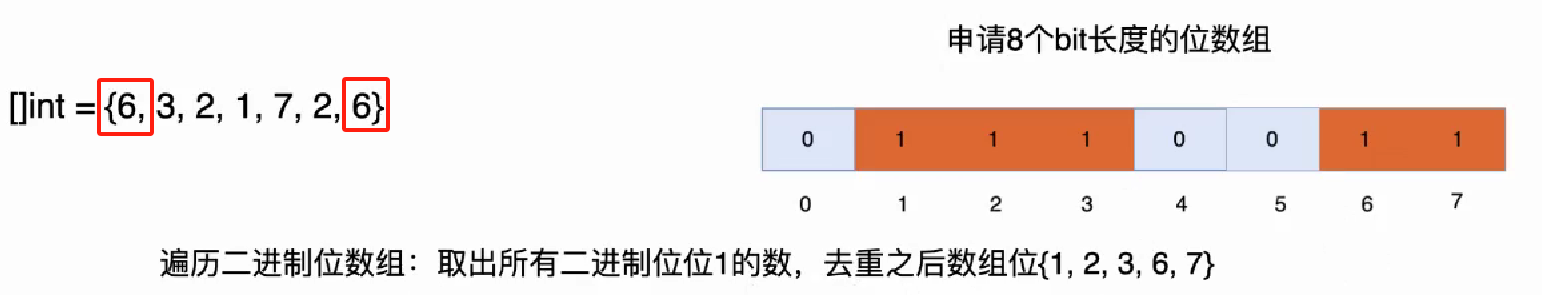 申请8个bit长度的位数组
[]int = {6, 3, 2, 1, 7, 2, 6}
0 1 1 1 0 0 1 1
0 1 2 3 4 5 6 7
遍历二进制位数组：取出所有二进制位位1的数，去重之后数组位{1, 2, 3, 6, 7}